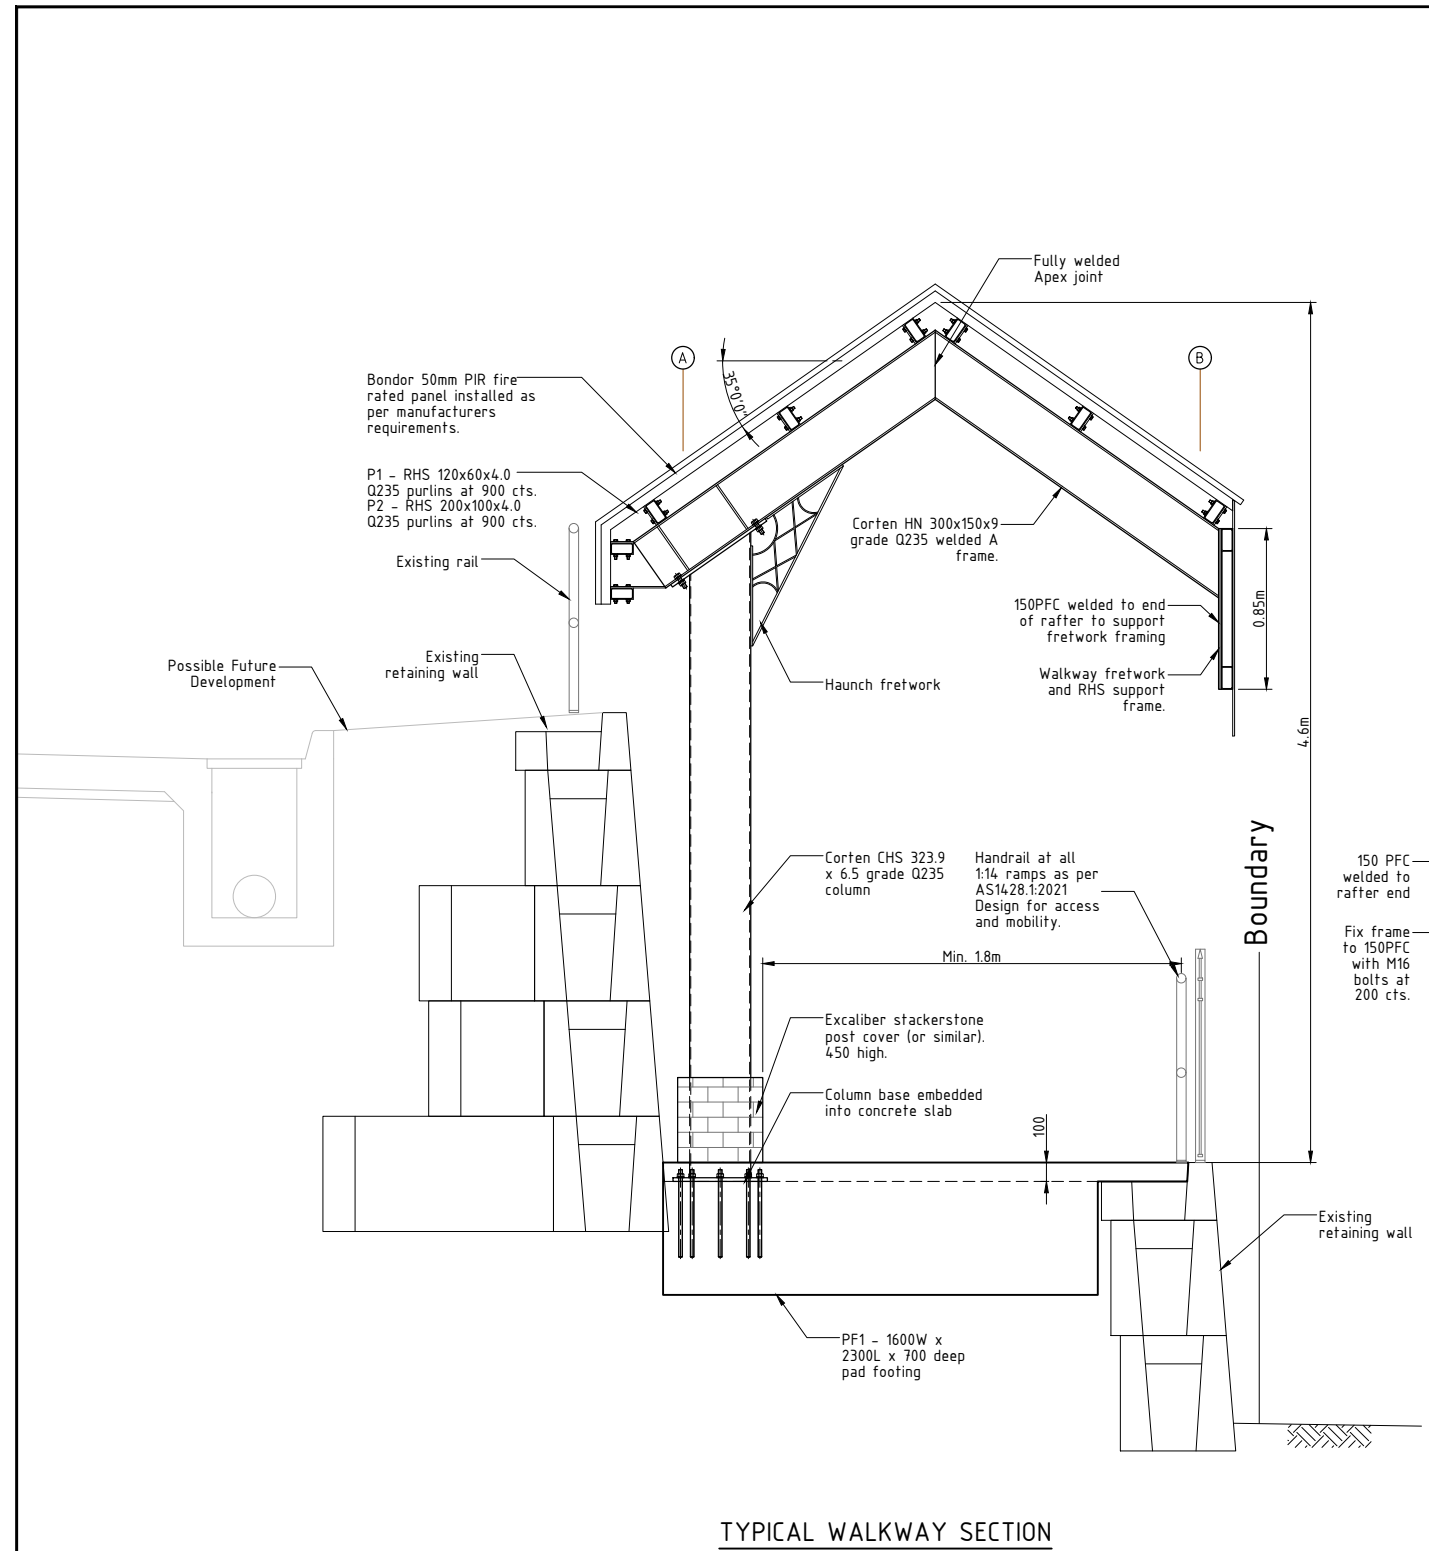 Fully welded
Apex joint
A
B
35°0'0"
Bondor 50mm PIR fire
rated panel installed as
per manufacturers
requirements.
P1 - RHS 120x60x4.0
Q235 purlins at 900 cts.
P2 - RHS 200x100x4.0
Q235 purlins at 900 cts.
Existing rail
Corten HN 300x150x9
grade Q235 welded A
frame.
150PFC welded to end
of rafter to support
fretwork framing
0.85m
Possible Future
Development
Existing
retaining wall
Haunch fretwork
Walkway fretwork
and RHS support
frame.
4.6m
Boundary
Corten CHS 323.9
x 6.5 grade Q235
column
Handrail at all
1:14 ramps as per
AS1428.1:2021
Design for access
and mobility.
150 PFC
welded to
rafter end
Fix frame
to 150PFC
with M16
bolts at
200 cts.
Min. 1.8m
Excaliber stackerstone
post cover (or similar).
450 high.
Column base embedded
into concrete slab
100
Existing
retaining wall
PF1 - 1600W x
2300L x 700 deep
pad footing
TYPICAL WALKWAY SECTION